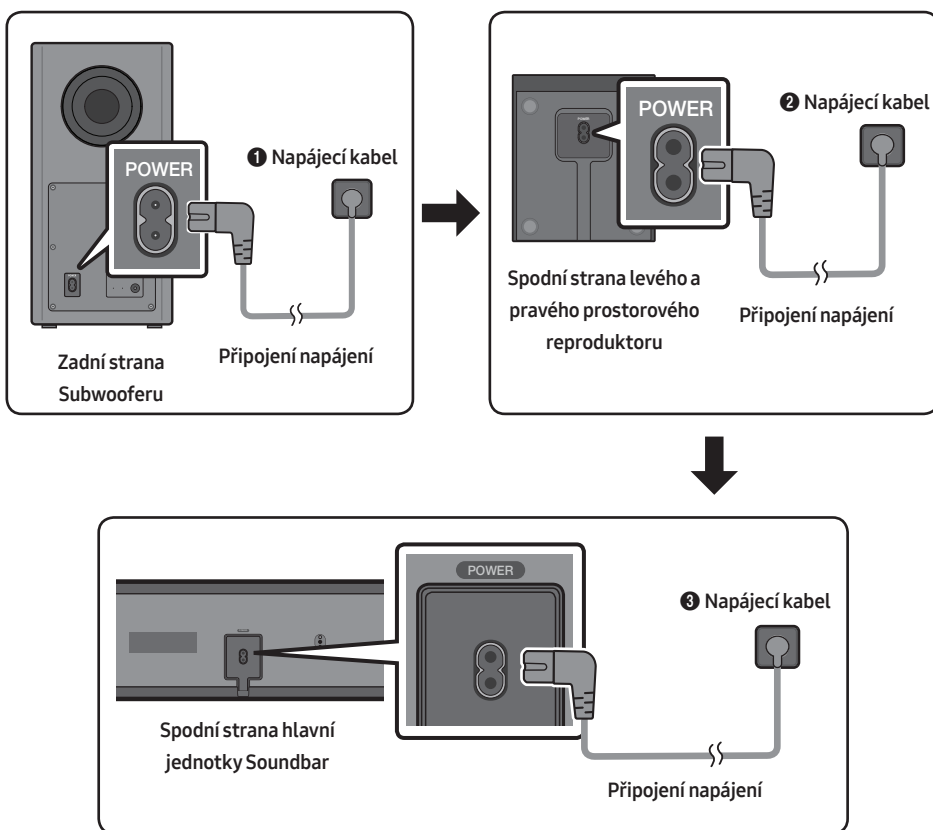 POWER
❶ Napájecí kabel
Zadní strana
Subwooferu
Připojení napájení
POWER
❷ Napájecí kabel
Spodní strana levého a
pravého prostorového
reproduktoru
Připojení napájení
POWER
❸ Napájecí kabel
Spodní strana hlavní
jednotky Soundbar
Připojení napájení